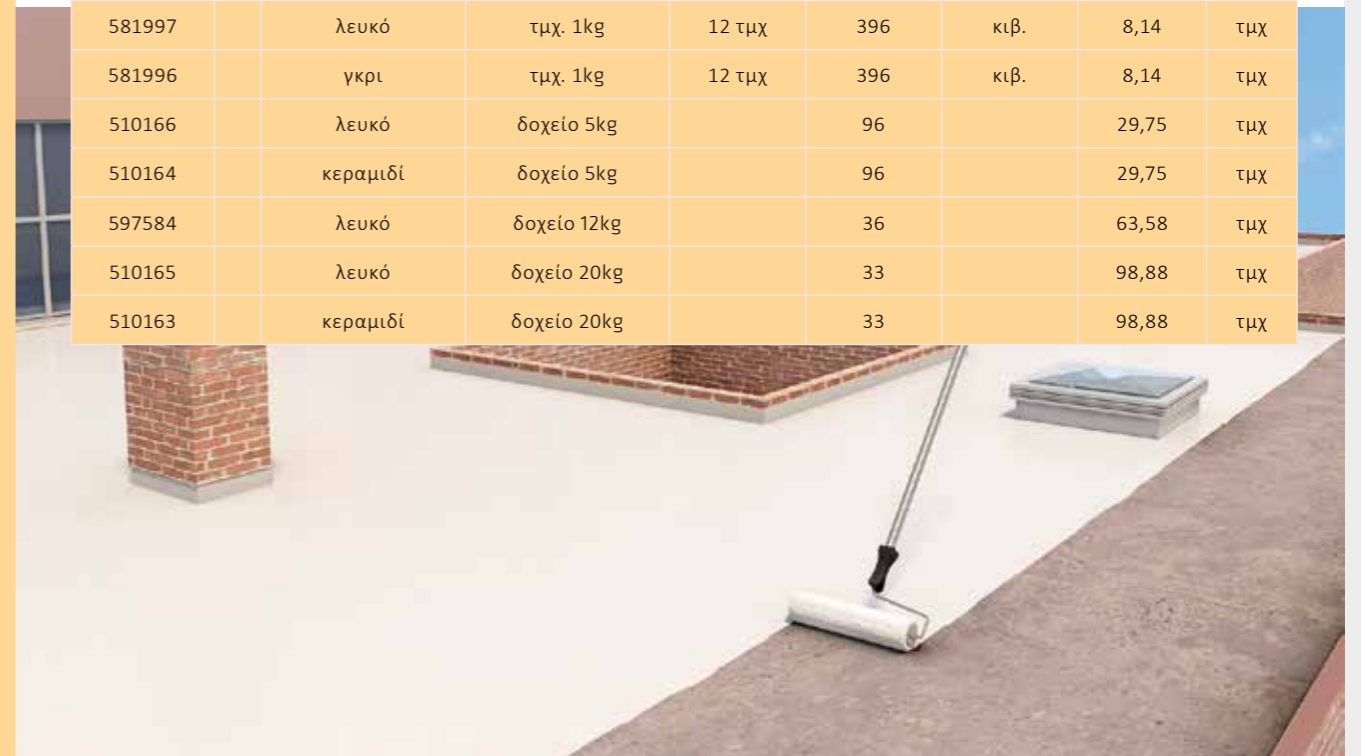 581997 λευκό τμχ. 1kg 12 τμχ 396 κιβ. 8,14 τμχ
581996 γκρι τμχ. 1kg 12 τμχ 396 κιβ. 8,14 τμχ
510166 λευκό δοχείο 5kg 96 29,75 τμχ
510164 κεραμιδί δοχείο 5kg 96 29,75 τμχ
597584 λευκό δοχείο 12kg 36 63,58 τμχ
510165 λευκό δοχείο 20kg 33 98,88 τμχ
510163 κεραμιδί δοχείο 20kg 33 98,88 τμχ